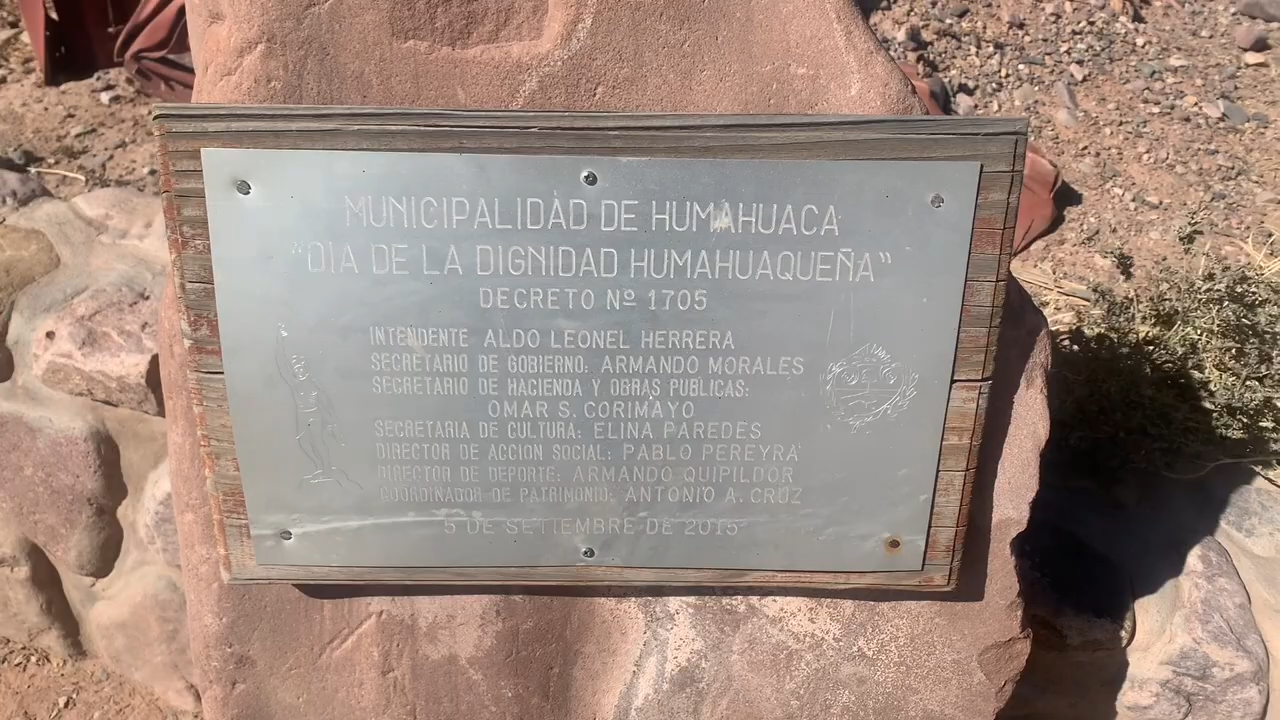 MUNICIPALIDAD DE HUMAHUACA
"DIA DE LA DIGNIDAD HUMAHUAQUEÑA"
DECRETO Nº 1705
INTENDENTE ALDO LEONEL HERRERA
SECRETARIO DE GOBIERNO: ARMANDO MORALES
SECRETARIO DE HACIENDA Y OBRAS PUBLICAS:
OMAR S. CORIMAYO
SECRETARIA DE CULTURA: ELINA PAREDES
DIRECTOR DE ACCION SOCIAL: PABLO PEREYRA
DIRECTOR DE DEPORTE: ARMANDO QUIPILDOR
COORDINADOR DE PATRIMONIO: ANTONIO A. CRUZ
5 DE SETIEMBRE DE 2015